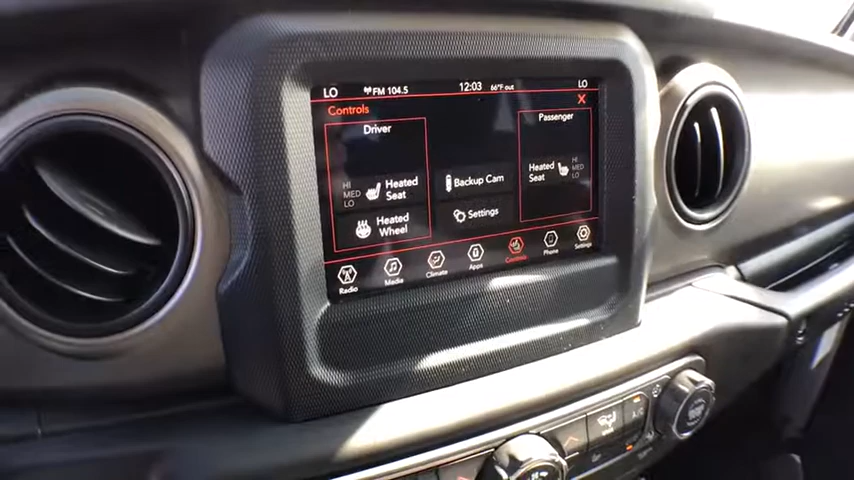 LO FM 104.5 12:03 66°F out LO
Controls X
Driver Passenger
HI
MED
LO
Heated
Seat
Heated
Wheel
Backup Cam
Settings
Heated
Seat
HI
MED
LO
Radio Media Climate Apps Controls Phone Settings
A/C